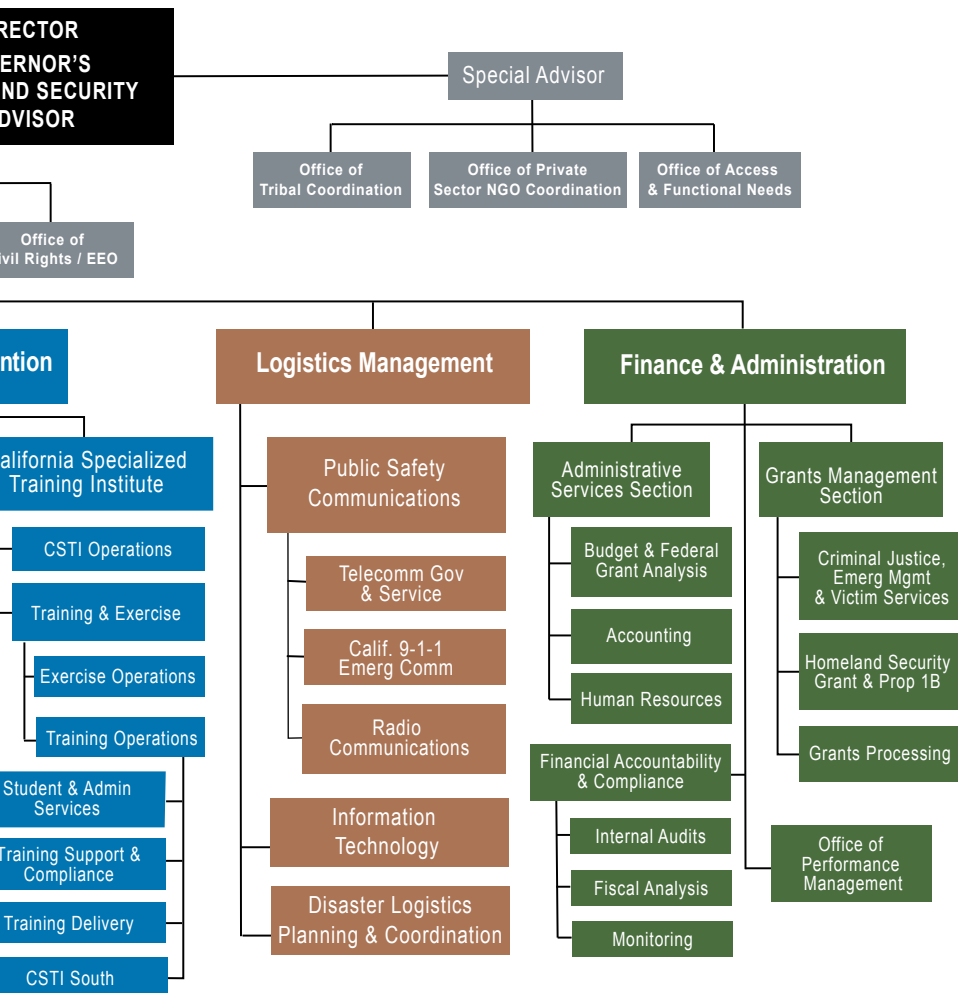 RECTOR
ERNOR'S
ND SECURITY
DVISOR
Special Advisor
Office of
Tribal Coordination
Office of Private
Sector NGO Coordination
Office of Access
& Functional Needs
Office of
ivil Rights / EEO
ntion
alifornia Specialized
Training Institute
CSTI Operations
Training & Exercise
Exercise Operations
Training Operations
Student & Admin
Services
Training Support &
Compliance
Training Delivery
CSTI South
Logistics Management
Public Safety
Communications
Telecomm Gov
& Service
Calif. 9-1-1
Emerg Comm
Radio
Communications
Information
Technology
Disaster Logistics
Planning & Coordination
Finance & Administration
Administrative
Services Section
Budget & Federal
Grant Analysis
Accounting
Human Resources
Financial Accountability
& Compliance
Internal Audits
Fiscal Analysis
Monitoring
Grants Management
Section
Criminal Justice,
Emerg Mgmt
& Victim Services
Homeland Security
Grant & Prop 1B
Grants Processing
Office of
Performance
Management